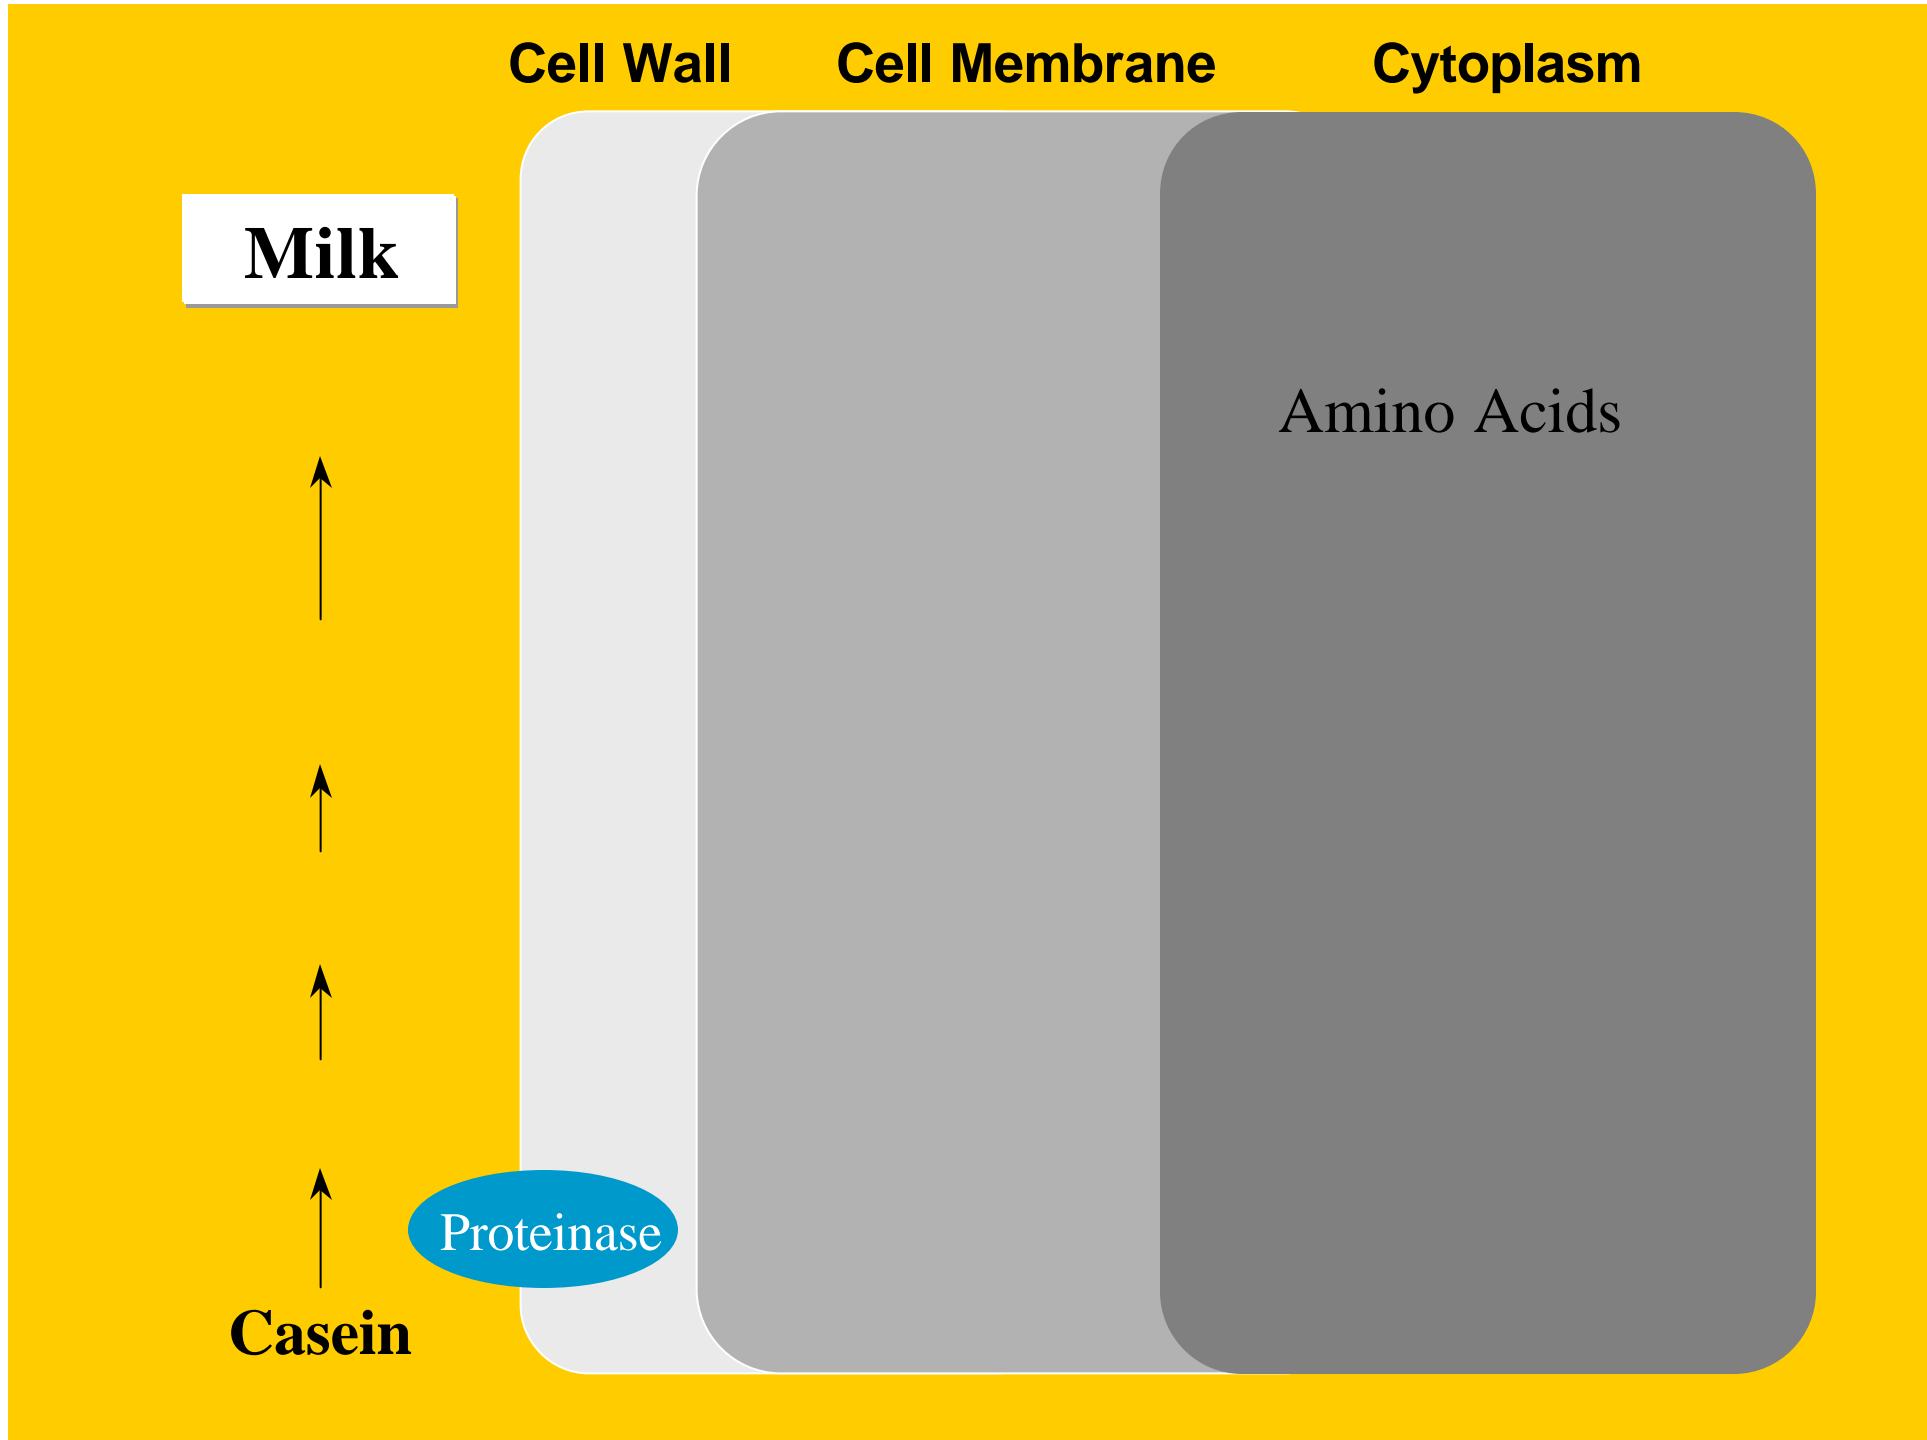 Cell Wall Cell Membrane Cytoplasm
Milk
Amino Acids
Proteinase
Casein